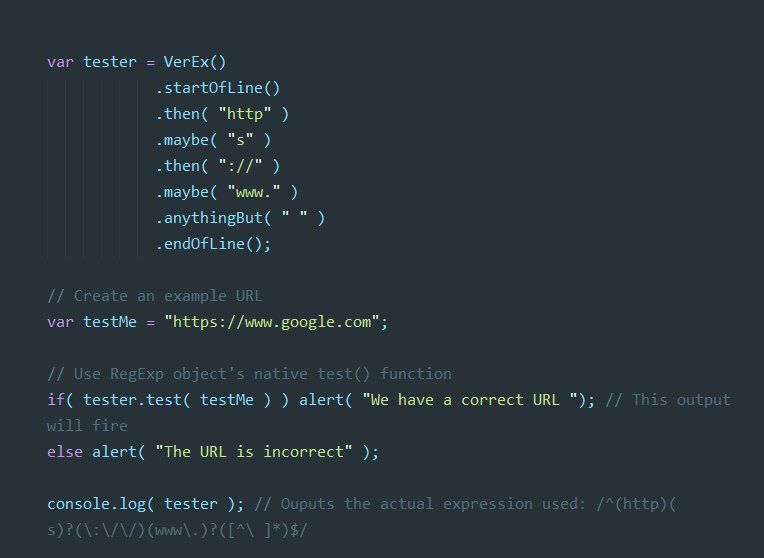 var tester = VerEx()
.startOfLine()
.then( "http" )
.maybe( "s" )
.then( "://" )
.maybe( "www." )
.anythingBut( " " )
.endOfLine();
// Create an example URL
var testMe = "https://www.google.com";
// Use RegExp object's native test() function
if( tester.test( testMe ) ) alert( "We have a correct URL "); // This output
will fire
else alert( "The URL is incorrect" );
console.log( tester ); // Ouputs the actual expression used: /^(http)(
s)?(\:\/\/)(www\.)?([^\ ]*)$/